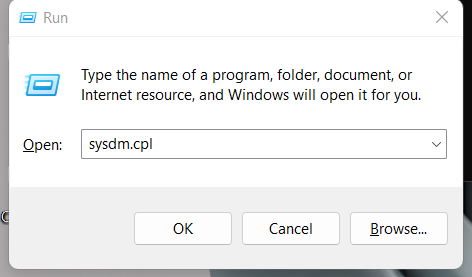 Run
Type the name of a program, folder, document, or
Internet resource, and Windows will open it for you.
Open: sysdm.cpl
OK Cancel Browse...